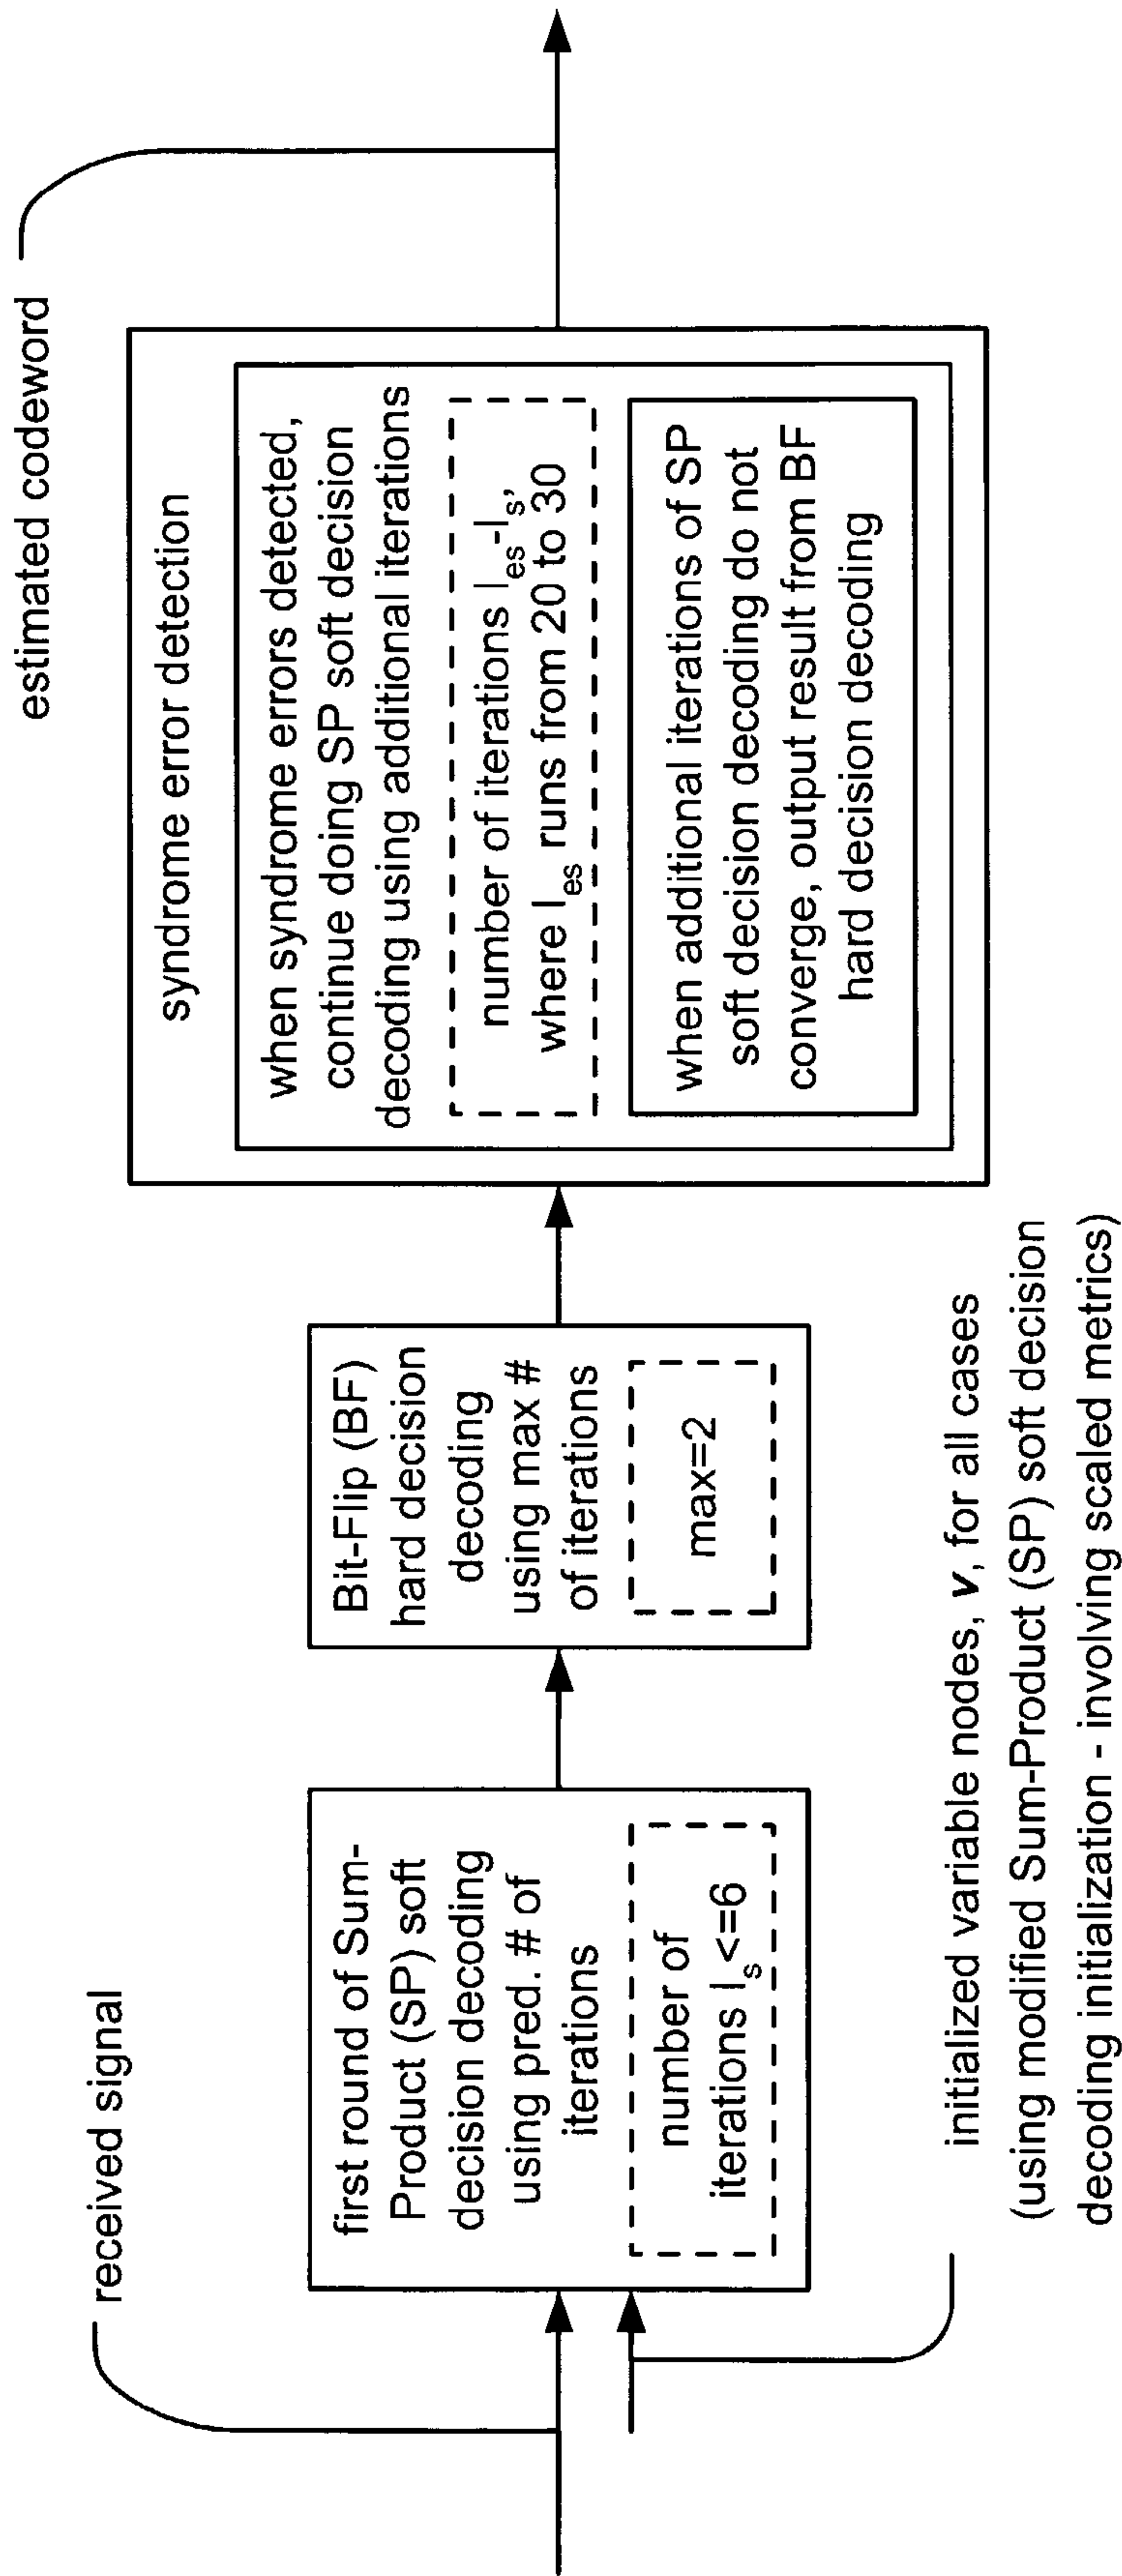 received signal
first round of Sum-
Product (SP) soft
decision decoding
using pred. # of
iterations
number of
iterations I_s <=6
initialized variable nodes, v, for all cases
(using modified Sum-Product (SP) soft decision
decoding initialization - involving scaled metrics)
Bit-Flip (BF)
hard decision
decoding
using max #
of iterations
max=2
syndrome error detection
when syndrome errors detected,
continue doing SP soft decision
decoding using additional iterations
number of iterations I_es-I_s,
where I_es runs from 20 to 30
when additional iterations of SP
soft decision decoding do not
converge, output result from BF
hard decision decoding
estimated codeword